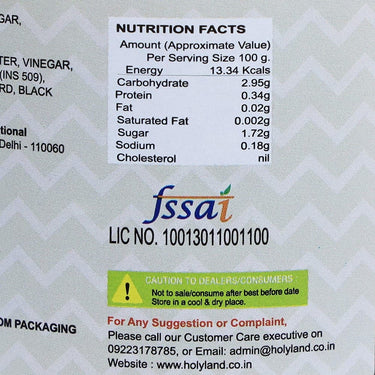 GAR,
TER, VINEGAR,
(INS 509),
RD, BLACK
tional
Delhi - 110060
OM PACKAGING
NUTRITION FACTS
Amount (Approximate Value)
Per Serving Size 100 g.
Energy 13.34 Kcals
Carbohydrate 2.95g
Protein 0.34g
Fat 0.02g
Saturated Fat 0.002g
Sugar 1.72g
Sodium 0.18g
Cholesterol nil
fssai
LIC NO. 10013011001100
CAUTION TO DEALERS/CONSUMERS :
Not to sale/consume after best before date
Store in a cool & dry place.
For Any Suggestion or Complaint,
Please call our Customer Care executive on
09223178785, or Email: admin@holyland.co.in
Website : www.holyland.co.in